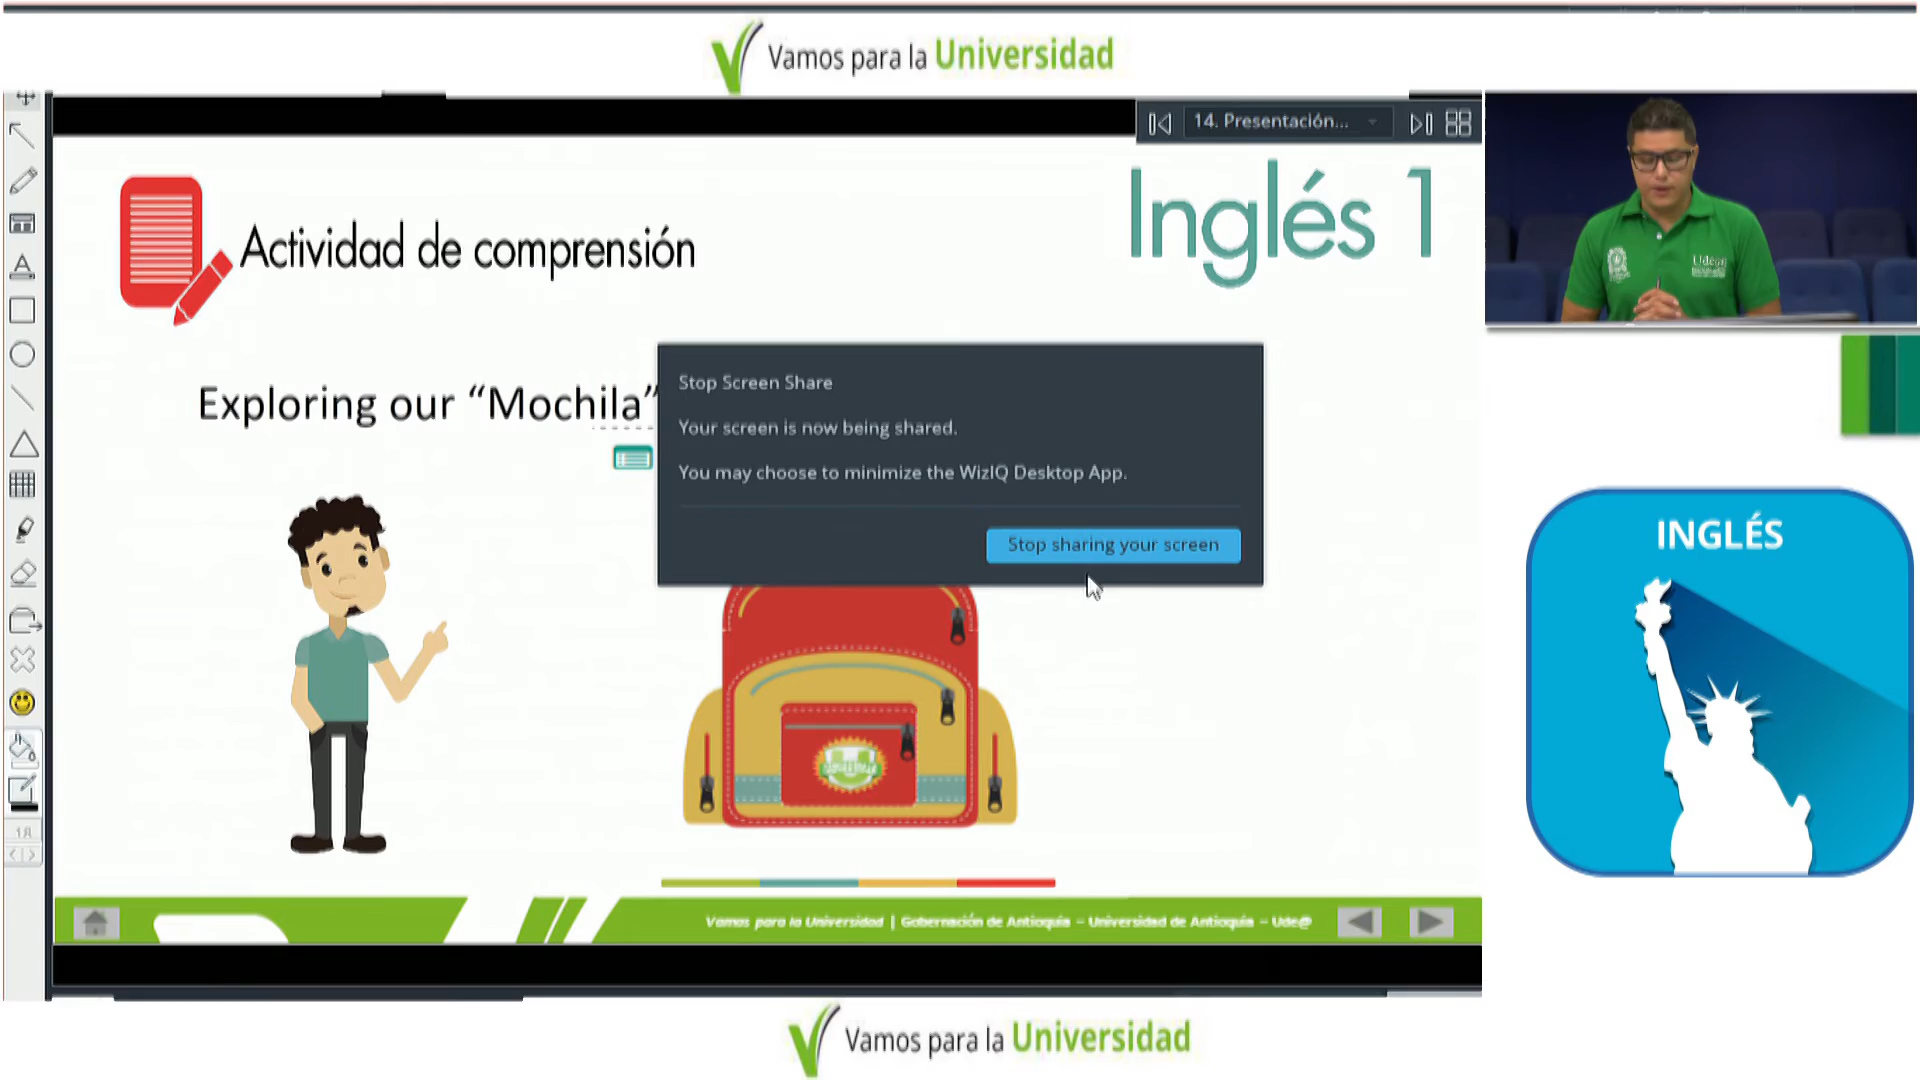 Vamos para la Universidad
14. Presentación...
Inglés 1
Actividad de comprensión
Exploring our “Mochila”
Stop Screen Share
Your screen is now being shared.
You may choose to minimize the WizIQ Desktop App.
Stop sharing your screen
Ude@
INGLÉS
18
Vamos para la Universidad | Gobernación de Antioquia – Universidad de Antioquia – Ude@
Vamos para la Universidad